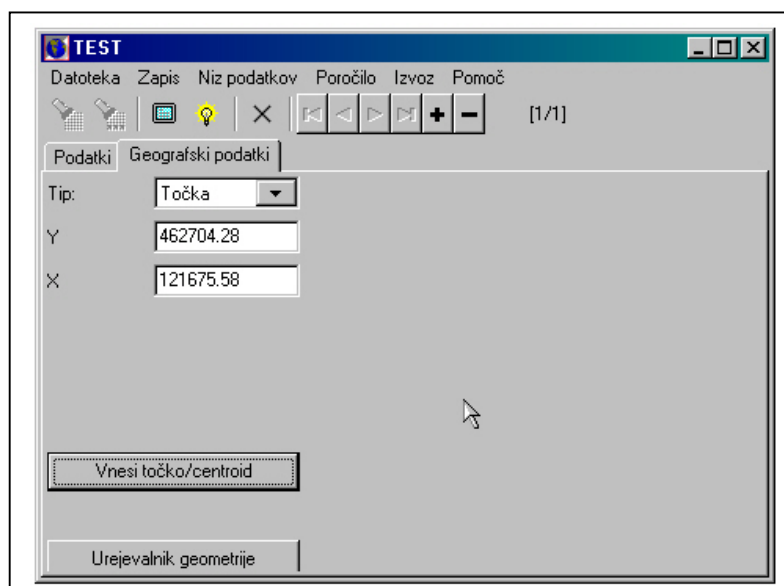 TEST
Datoteka Zapis Niz podatkov Poročilo Izvoz Pomoč
[1/1]
Podatki Geografski podatki
Tip: Točka
Y 462704.28
X 121675.58
Vnesi točko/centroid
Urejevalnik geometrije